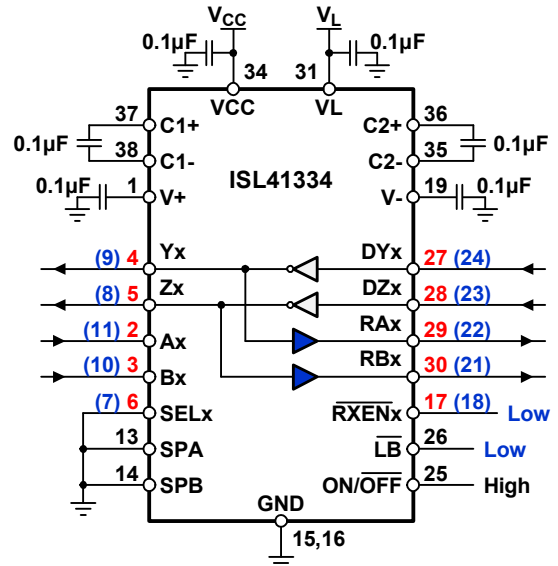 VCC VL
0.1µF 0.1µF
34 31
VCC VL
37 C1+ C2+ 36
0.1µF 0.1µF
38 C1- C2- 35
ISL41334
0.1µF 0.1µF
1 V+ V- 19
(9) 4 Yx DYx 27 (24)
(8) 5 Zx DZx 28 (23)
(11) 2 Ax RAx 29 (22)
(10) 3 Bx RBx 30 (21)
(7) 6 SELx RXENx 17 (18) Low
13 SPA LB 26 Low
14 SPB ON/OFF 25 High
GND
15,16